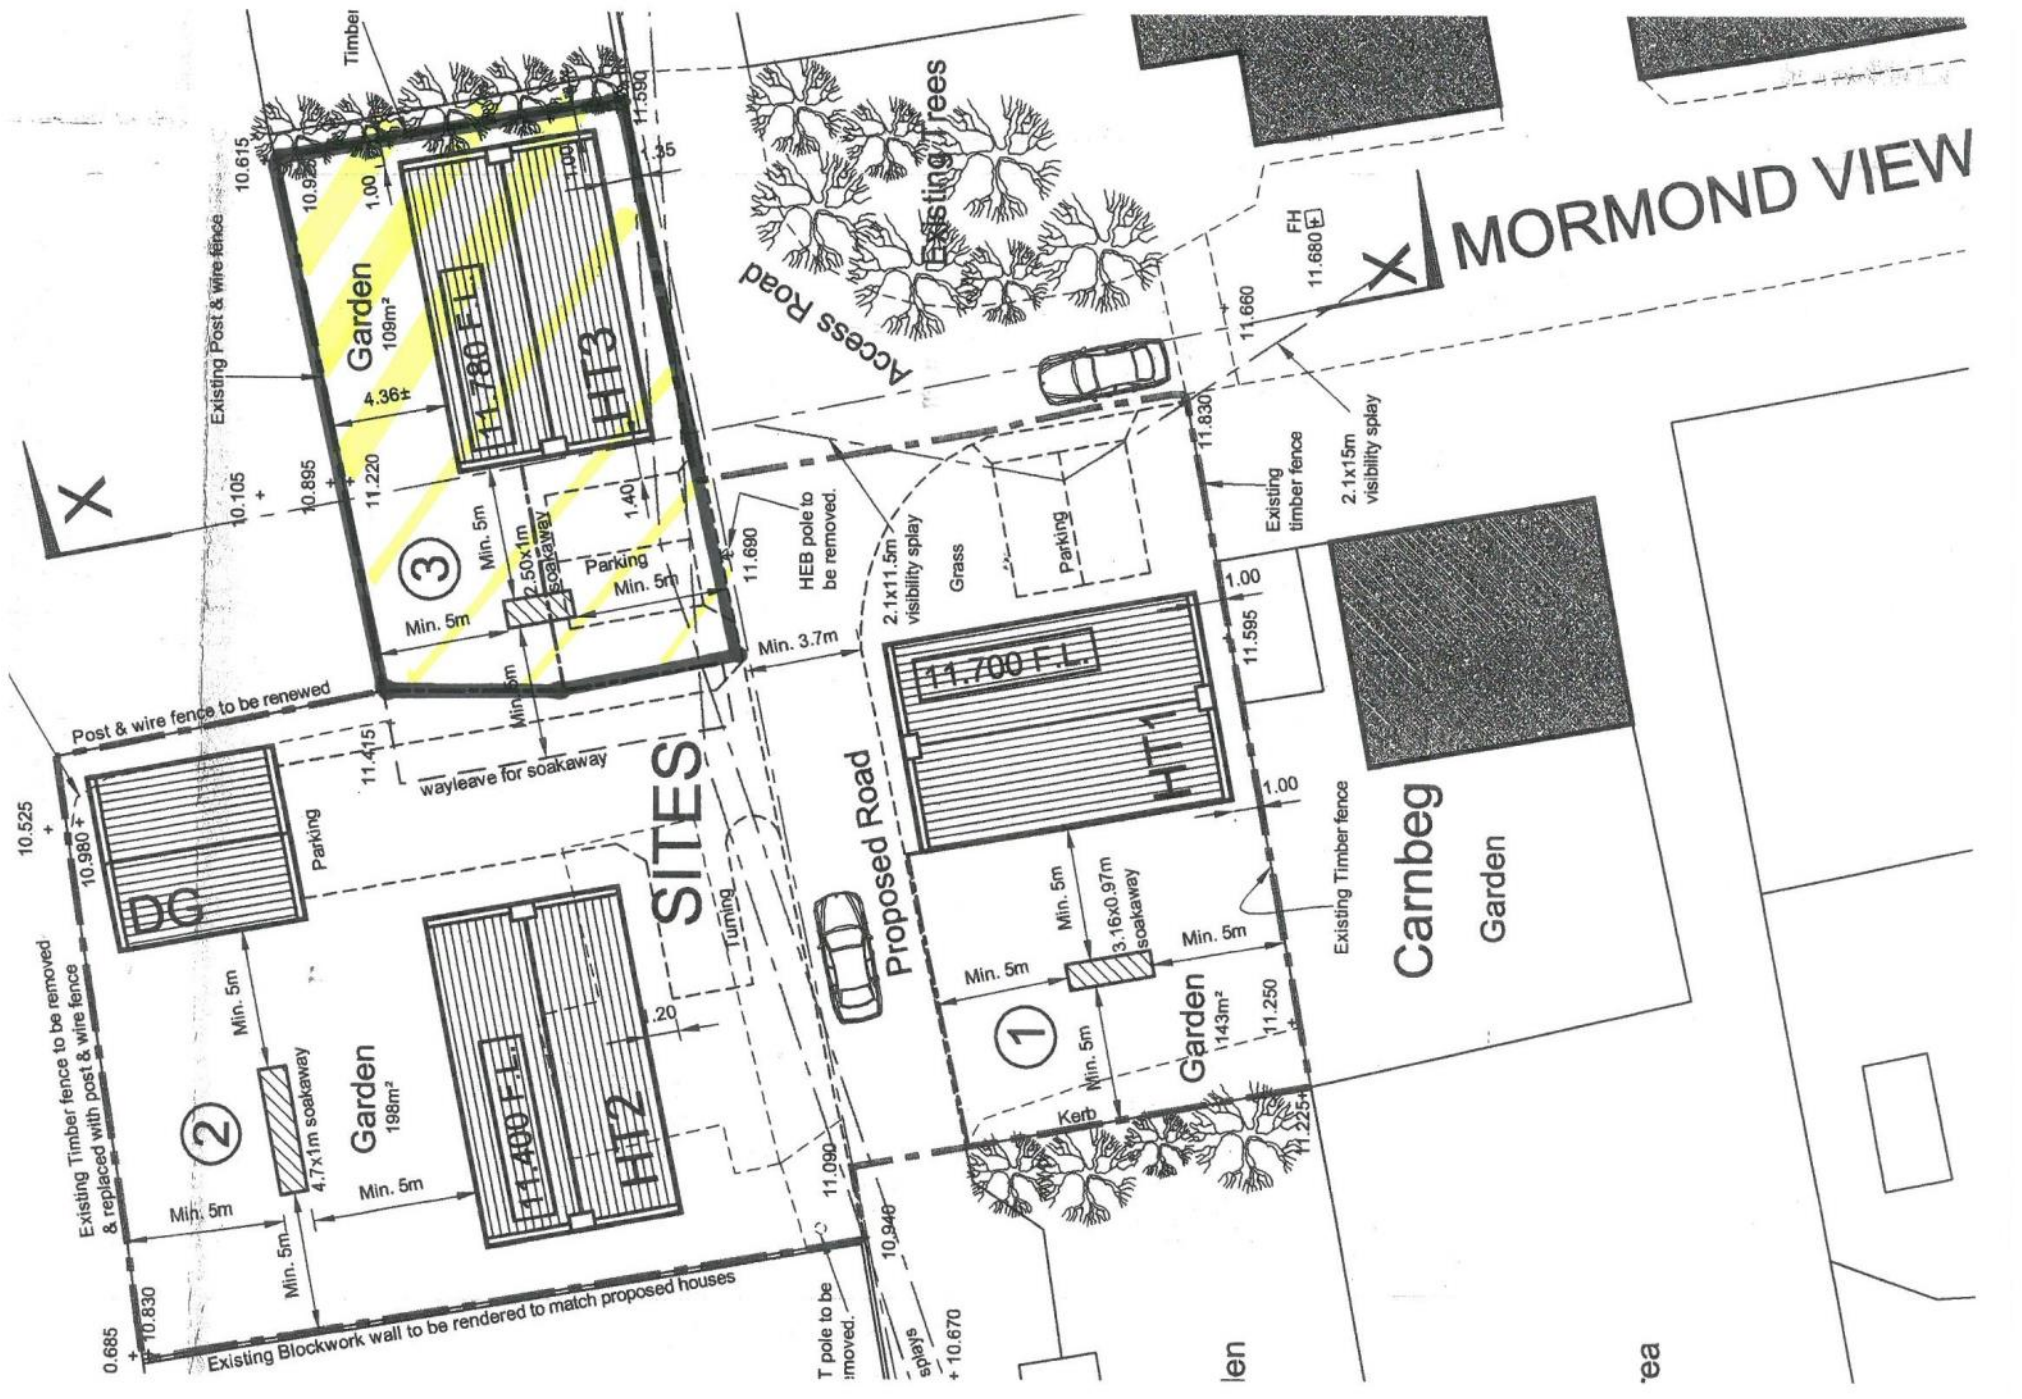 Timber
10.615
10.92
1.00
1.00
11.590
.35
Existing Post & wire fence
Garden
109m²
4.36±
11.780 F.L.
HT3
X
10.105
10.895
11.220
3
Min. 5m
2.50x1m
soakaway
1.40
Parking
Min. 5m
Min. 5m
Min. 5m
11.690
HEB pole to
be removed.
2.1x11.5m
visibility splay
Min. 3.7m
Existing Trees
Access Road
FH
11.680
X
MORMOND VIEW
11.660
11.830
2.1x15m
visibility splay
Existing
timber fence
Grass
Parking
1.00
11.595
11.700 F.L.
HT 1
1.00
Post & wire fence to be renewed
11.415
wayleave for soakaway
SITES
Turning
Proposed Road
10.525
10.980
DG
Parking
Existing Timber fence to be removed
& replaced with post & wire fence
Min. 5m
2
4.7x1m soakaway
Garden
198m²
Min. 5m
Min. 5m
Min. 5m
11.400 F.L.
HT2
.20
0.685
10.830
Existing Blockwork wall to be rendered to match proposed houses
11.090
10.940
T pole to be
moved.
splays
10.670
Min. 5m
3.16x0.97m
soakaway
Min. 5m
Min. 5m
Min. 5m
1
Garden
143m²
11.250
11.225
Kerb
Existing Timber fence
Carnbeg
Garden
len
rea